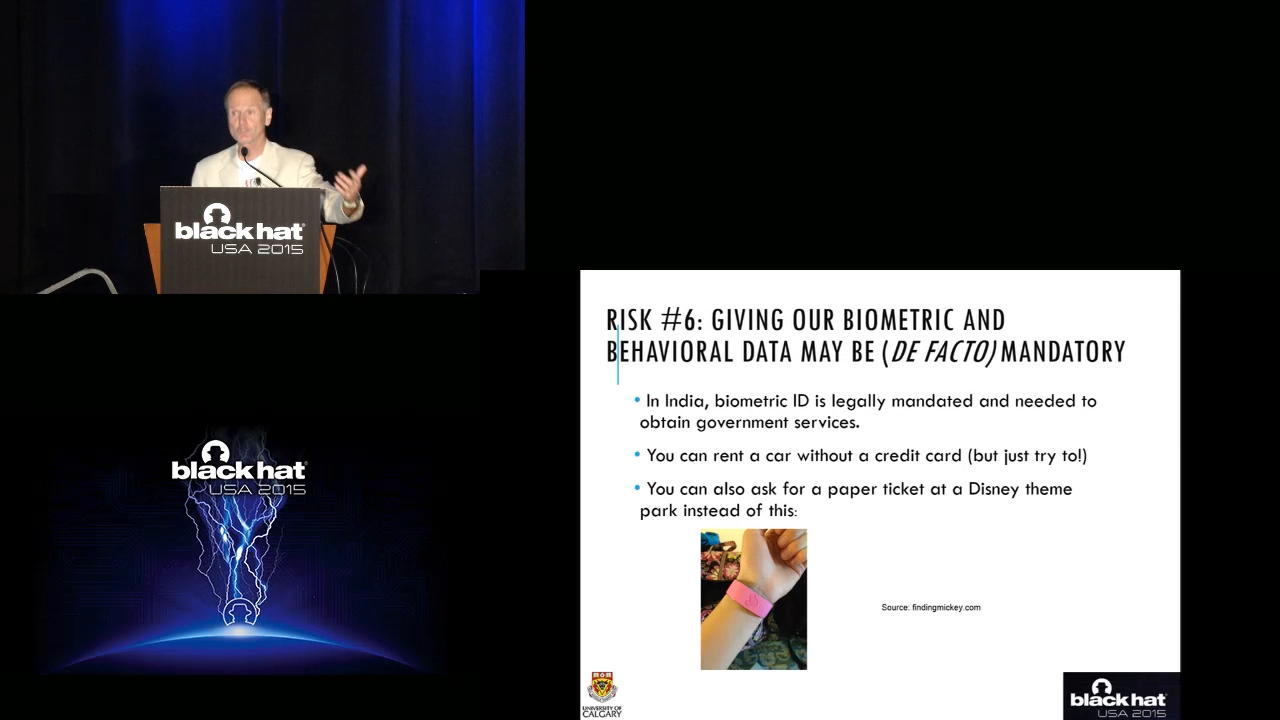 black hat
USA 2015
RISK #6: GIVING OUR BIOMETRIC AND
BEHAVIORAL DATA MAY BE (DE FACTO) MANDATORY
• In India, biometric ID is legally mandated and needed to
obtain government services.
• You can rent a car without a credit card (but just try to!)
• You can also ask for a paper ticket at a Disney theme
park instead of this:
Source: findingmickey.com
black hat
USA 2015
UNIVERSITY OF
CALGARY
black hat
USA 2015